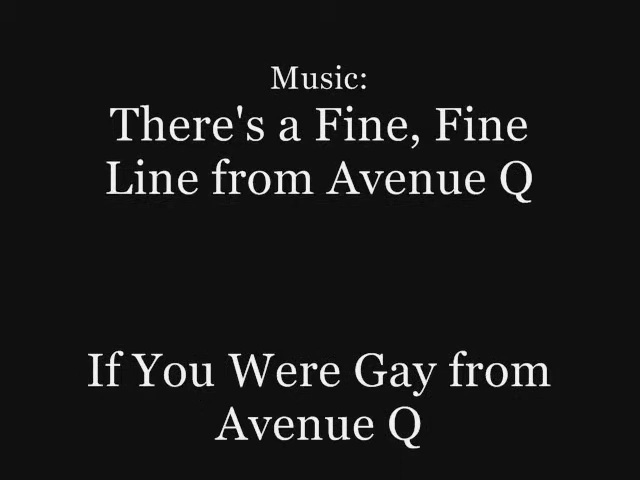 Music:
There's a Fine, Fine
Line from Avenue Q
If You Were Gay from
Avenue Q